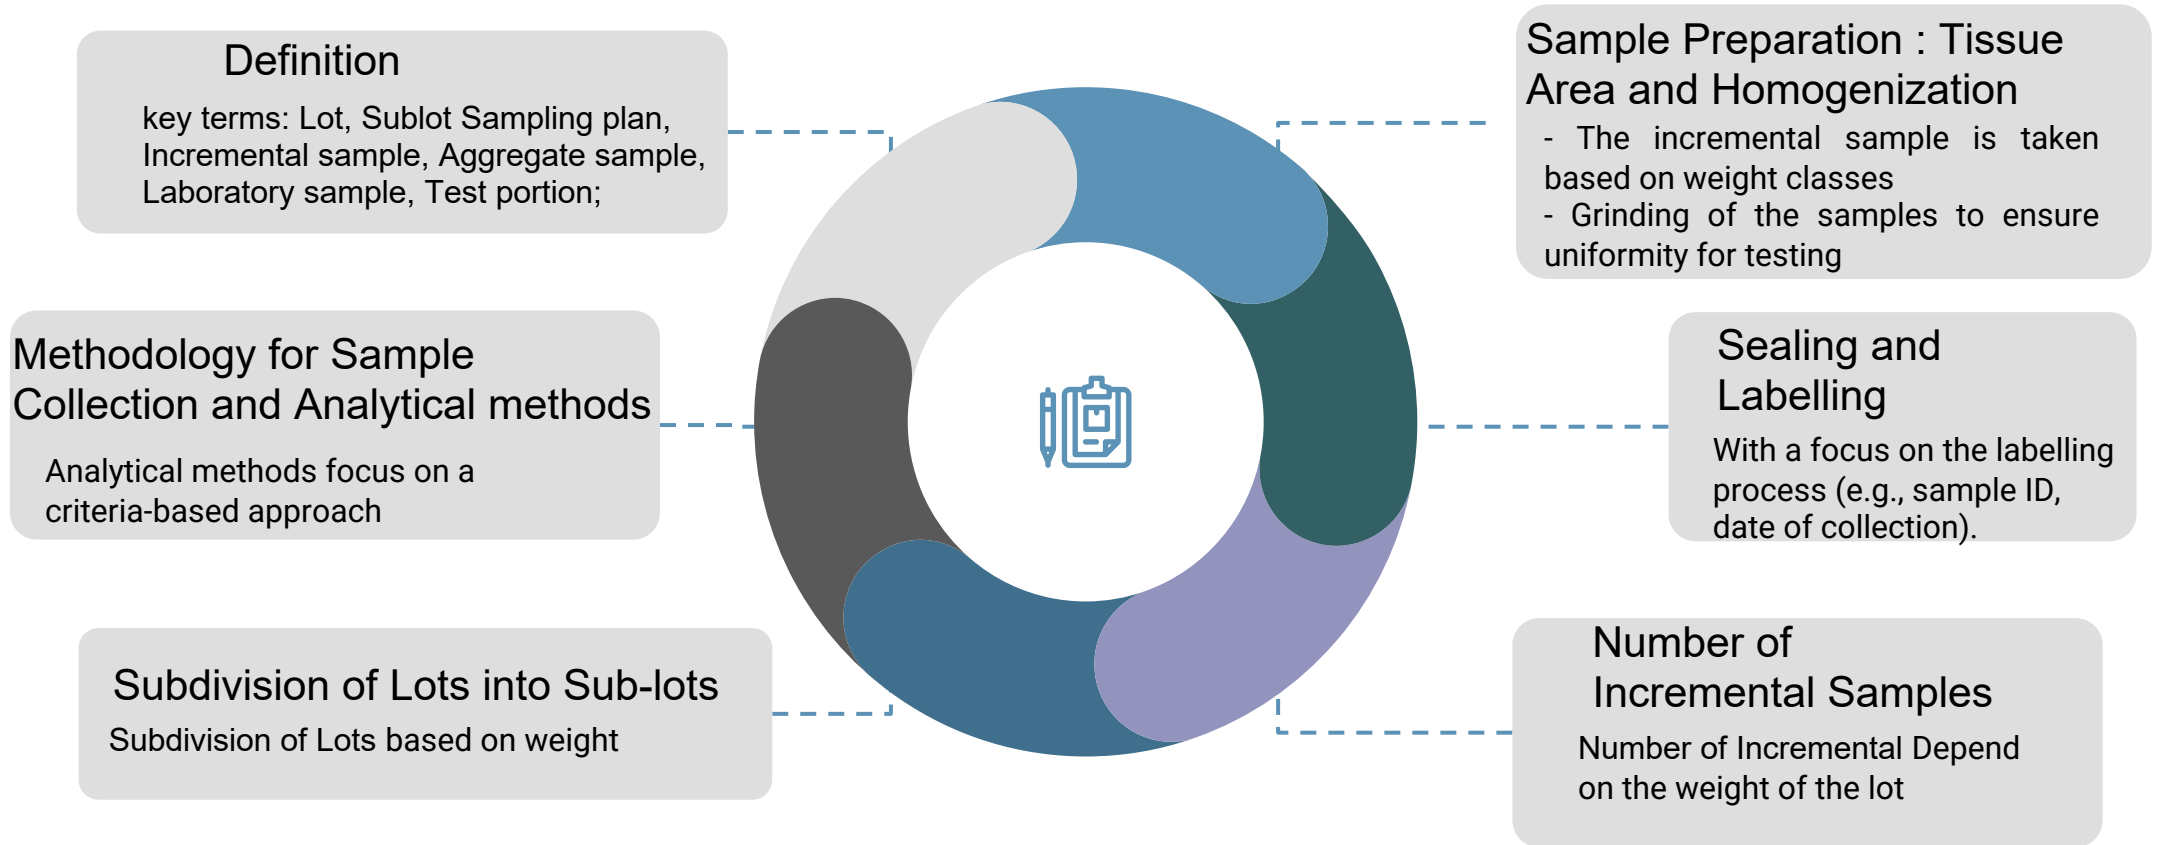 Definition
key terms: Lot, Sublot Sampling plan,
Incremental sample, Aggregate sample,
Laboratory sample, Test portion;
Methodology for Sample
Collection and Analytical methods
Analytical methods focus on a
criteria-based approach
Subdivision of Lots into Sub-lots
Subdivision of Lots based on weight
Sample Preparation : Tissue
Area and Homogenization
- The incremental sample is taken
based on weight classes
- Grinding of the samples to ensure
uniformity for testing
Sealing and
Labelling
With a focus on the labelling
process (e.g., sample ID,
date of collection).
Number of
Incremental Samples
Number of Incremental Depend
on the weight of the lot